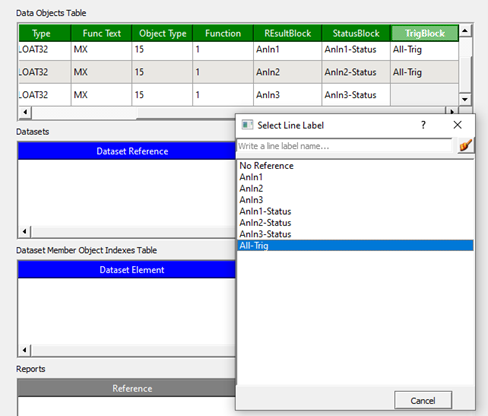 Data Objects Table
Type Func Text Object Type Function REsultBlock StatusBlock TrigBlock
LOAT32 MX 15 1 AnIn1 AnIn1-Status All-Trig
LOAT32 MX 15 1 AnIn2 AnIn2-Status All-Trig
LOAT32 MX 15 1 AnIn3 AnIn3-Status
Datasets
Dataset Reference
Dataset Member Object Indexes Table
Dataset Element
Reports
Reference
Select Line Label
Write a line label name...
No Reference
AnIn1
AnIn2
AnIn3
AnIn1-Status
AnIn2-Status
AnIn3-Status
All-Trig
Cancel